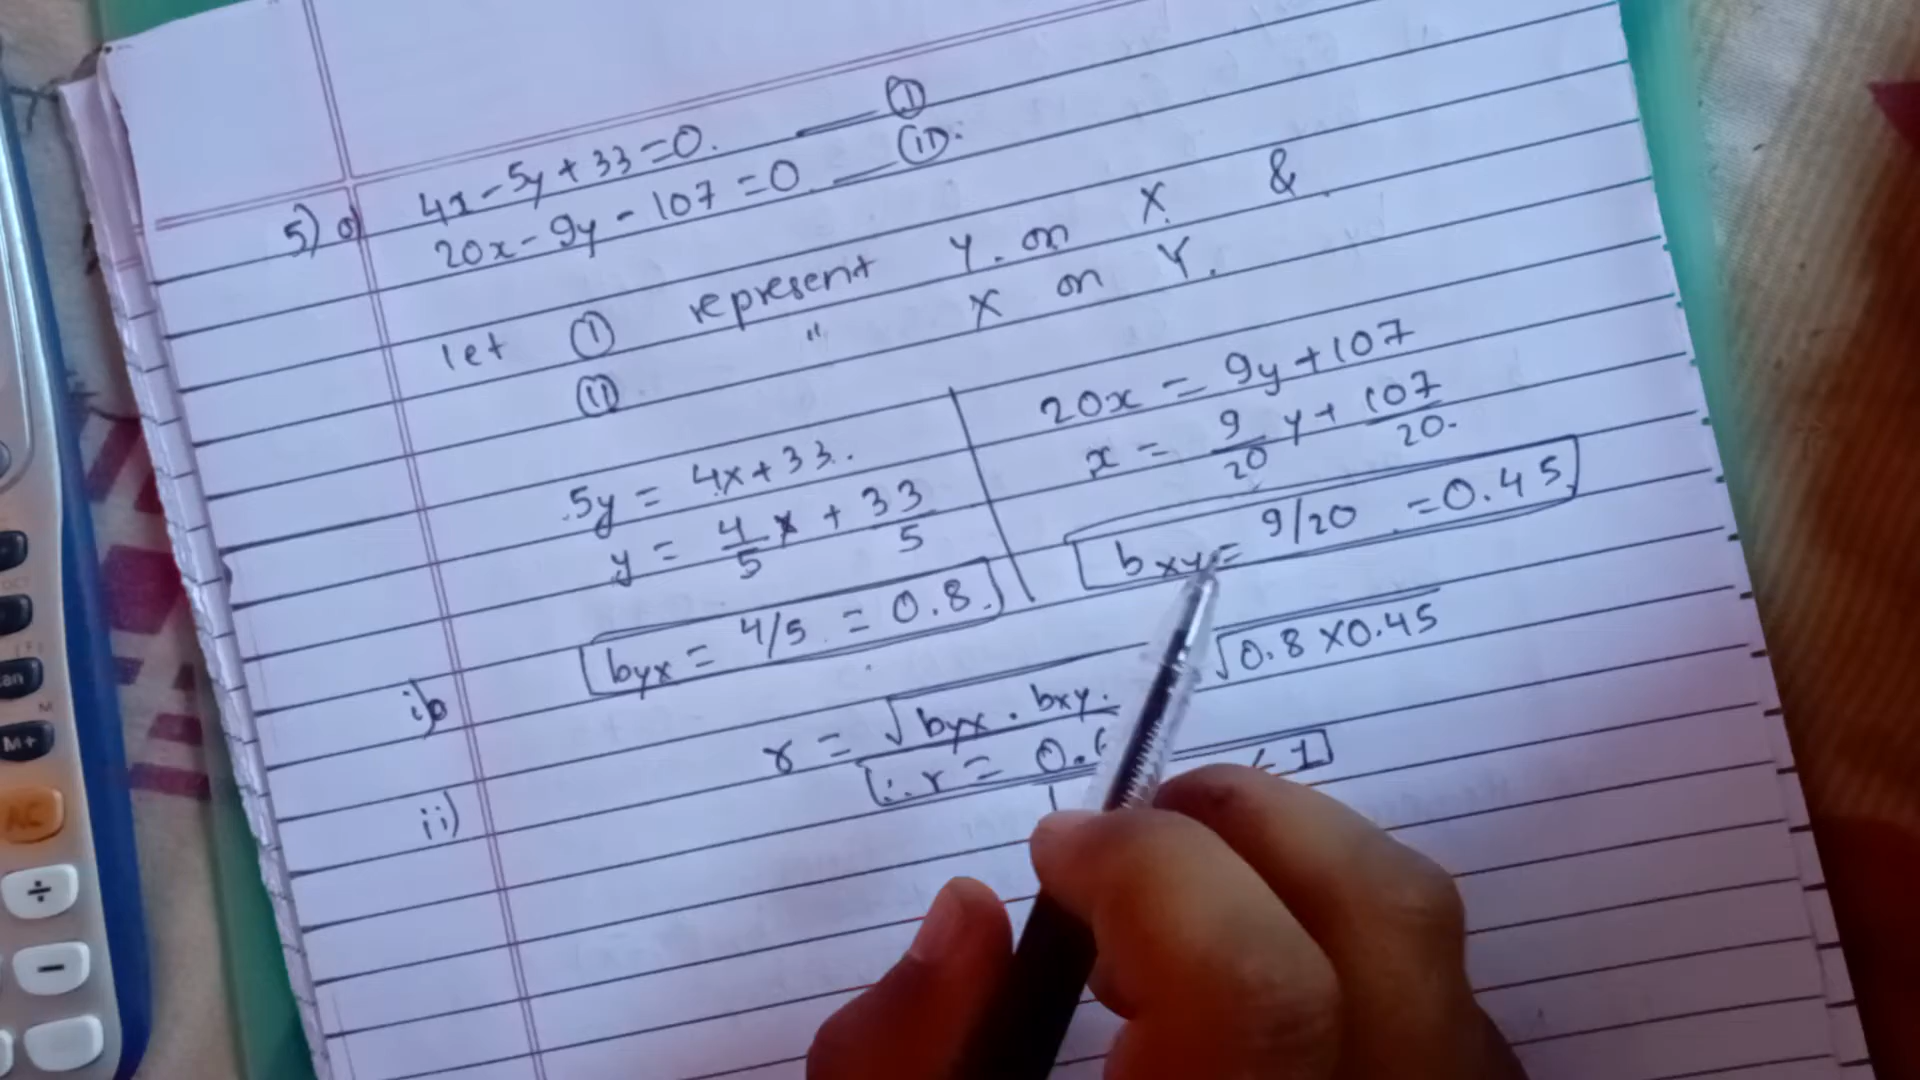 5) a) 4x - 5y + 33 = 0. —— (I)
20x - 9y - 107 = 0 —— (II).
let (I) represent Y. on X &
(II) " X on Y.
5y = 4x + 33.
y = 4/5 x + 33/5
byx = 4/5 = 0.8.
20x = 9y + 107
x = 9/20 y + 107/20.
bxy = 9/20 = 0.45
i)
r = √byx . bxy. √0.8 X 0.45
ii) ∴ r = 0. < 1
AC
M+
M
÷
−